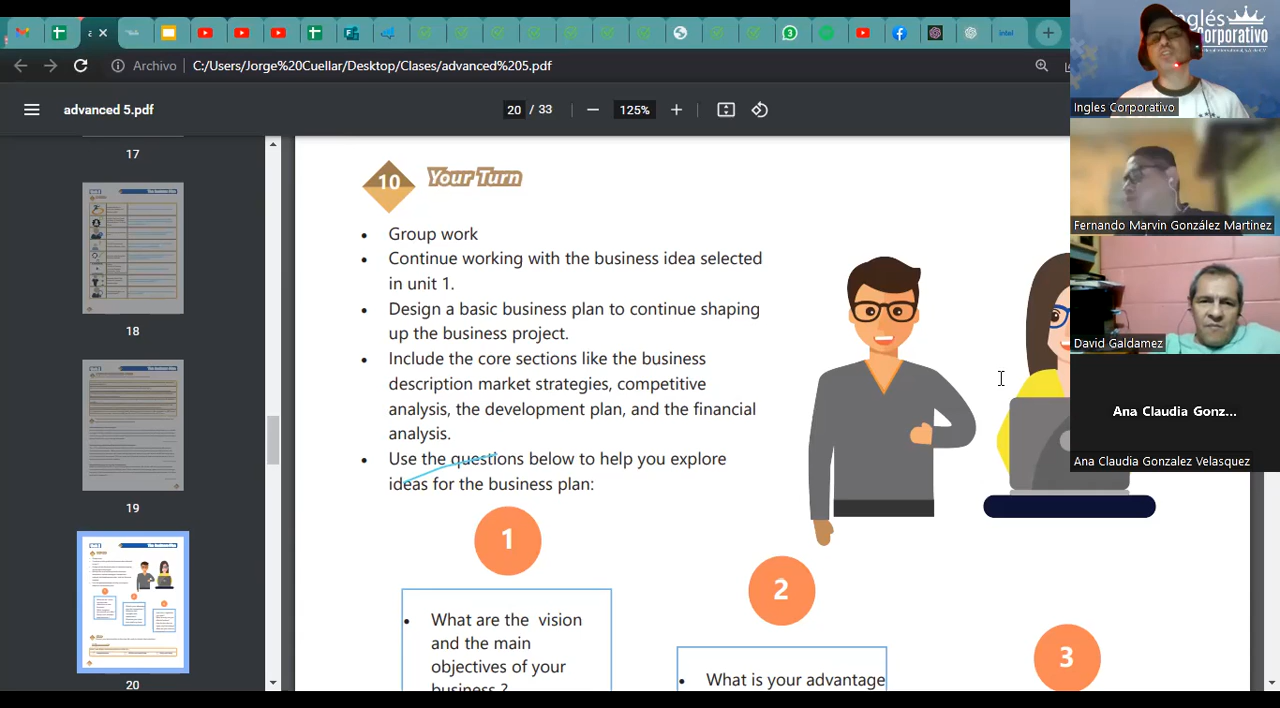 a
3
intel
Archivo
C:/Users/Jorge%20Cuellar/Desktop/Clases/advanced%205.pdf
advanced 5.pdf
20 / 33
125%
17
18
19
20
10 Your Turn
• Group work
• Continue working with the business idea selected
in unit 1.
• Design a basic business plan to continue shaping
up the business project.
• Include the core sections like the business
description market strategies, competitive
analysis, the development plan, and the financial
analysis.
• Use the questions below to help you explore
ideas for the business plan:
1
• What are the vision
and the main
objectives of your
business ?
2
• What is your advantage
3
Inglés
Corporativo
Ingles Corporativo
Fernando Marvin González Martinez
David Galdamez
Ana Claudia Gonz...
Ana Claudia Gonzalez Velasquez